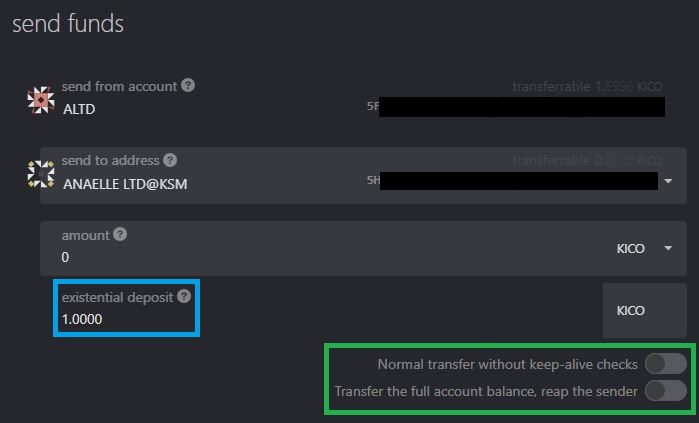 send funds
send from account ?
transferrable 1.6996 KICO
ALTD
5F
send to address ?
transferrable 0.0000 KICO
ANAELLE LTD@KSM
5H
amount ?
0
KICO
existential deposit ?
1.0000
KICO
Normal transfer without keep-alive checks
Transfer the full account balance, reap the sender